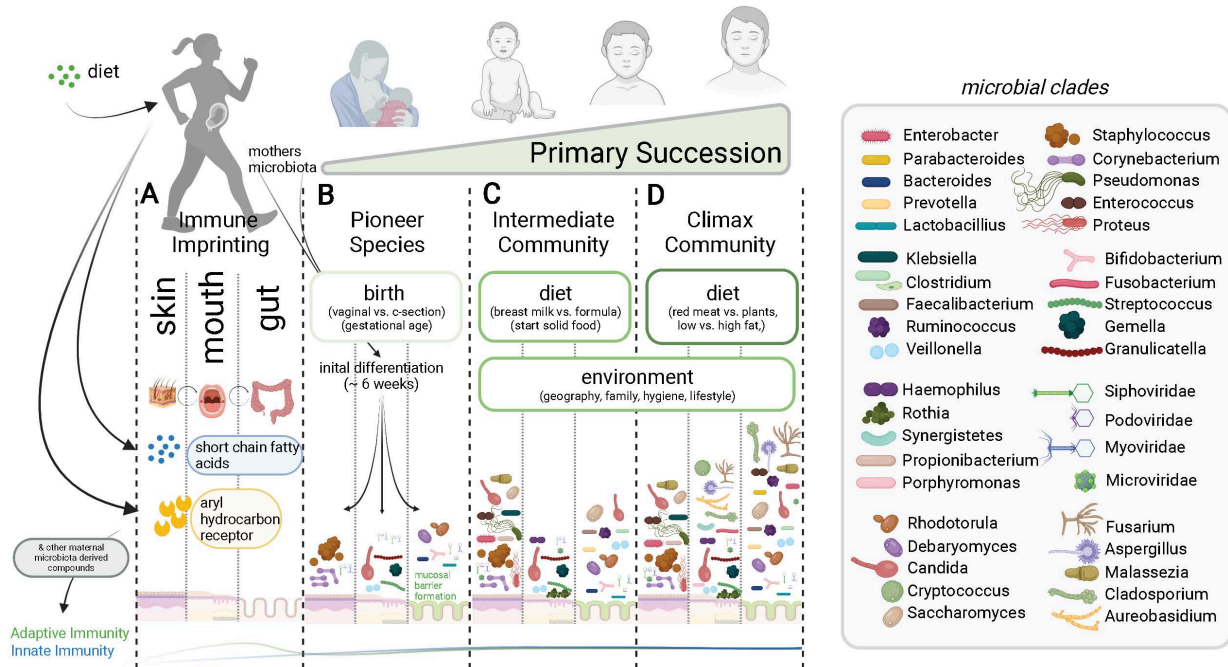 diet
mothers
microbiota
Primary Succession
A
Immune
Imprinting
skin
mouth
gut
short chain fatty
acids
aryl
hydrocarbon
receptor
& other maternal
microbiota derived
compounds
Adaptive Immunity
Innate Immunity
B
Pioneer
Species
birth
(vaginal vs. c-section)
(gestational age)
inital differentiation
(~ 6 weeks)
mucosal
barrier
formation
C
Intermediate
Community
diet
(breast milk vs. formula)
(start solid food)
D
Climax
Community
diet
(red meat vs. plants,
low vs. high fat,)
environment
(geography, family, hygiene, lifestyle)
microbial clades
Enterobacter
Parabacteroides
Bacteroides
Prevotella
Lactobacillius
Klebsiella
Clostridium
Faecalibacterium
Ruminococcus
Veillonella
Haemophilus
Rothia
Synergistetes
Propionibacterium
Porphyromonas
Rhodotorula
Debaryomyces
Candida
Cryptococcus
Saccharomyces
Staphylococcus
Corynebacterium
Pseudomonas
Enterococcus
Proteus
Bifidobacterium
Fusobacterium
Streptococcus
Gemella
Granulicatella
Siphoviridae
Podoviridae
Myoviridae
Microviridae
Fusarium
Aspergillus
Malassezia
Cladosporium
Aureobasidium